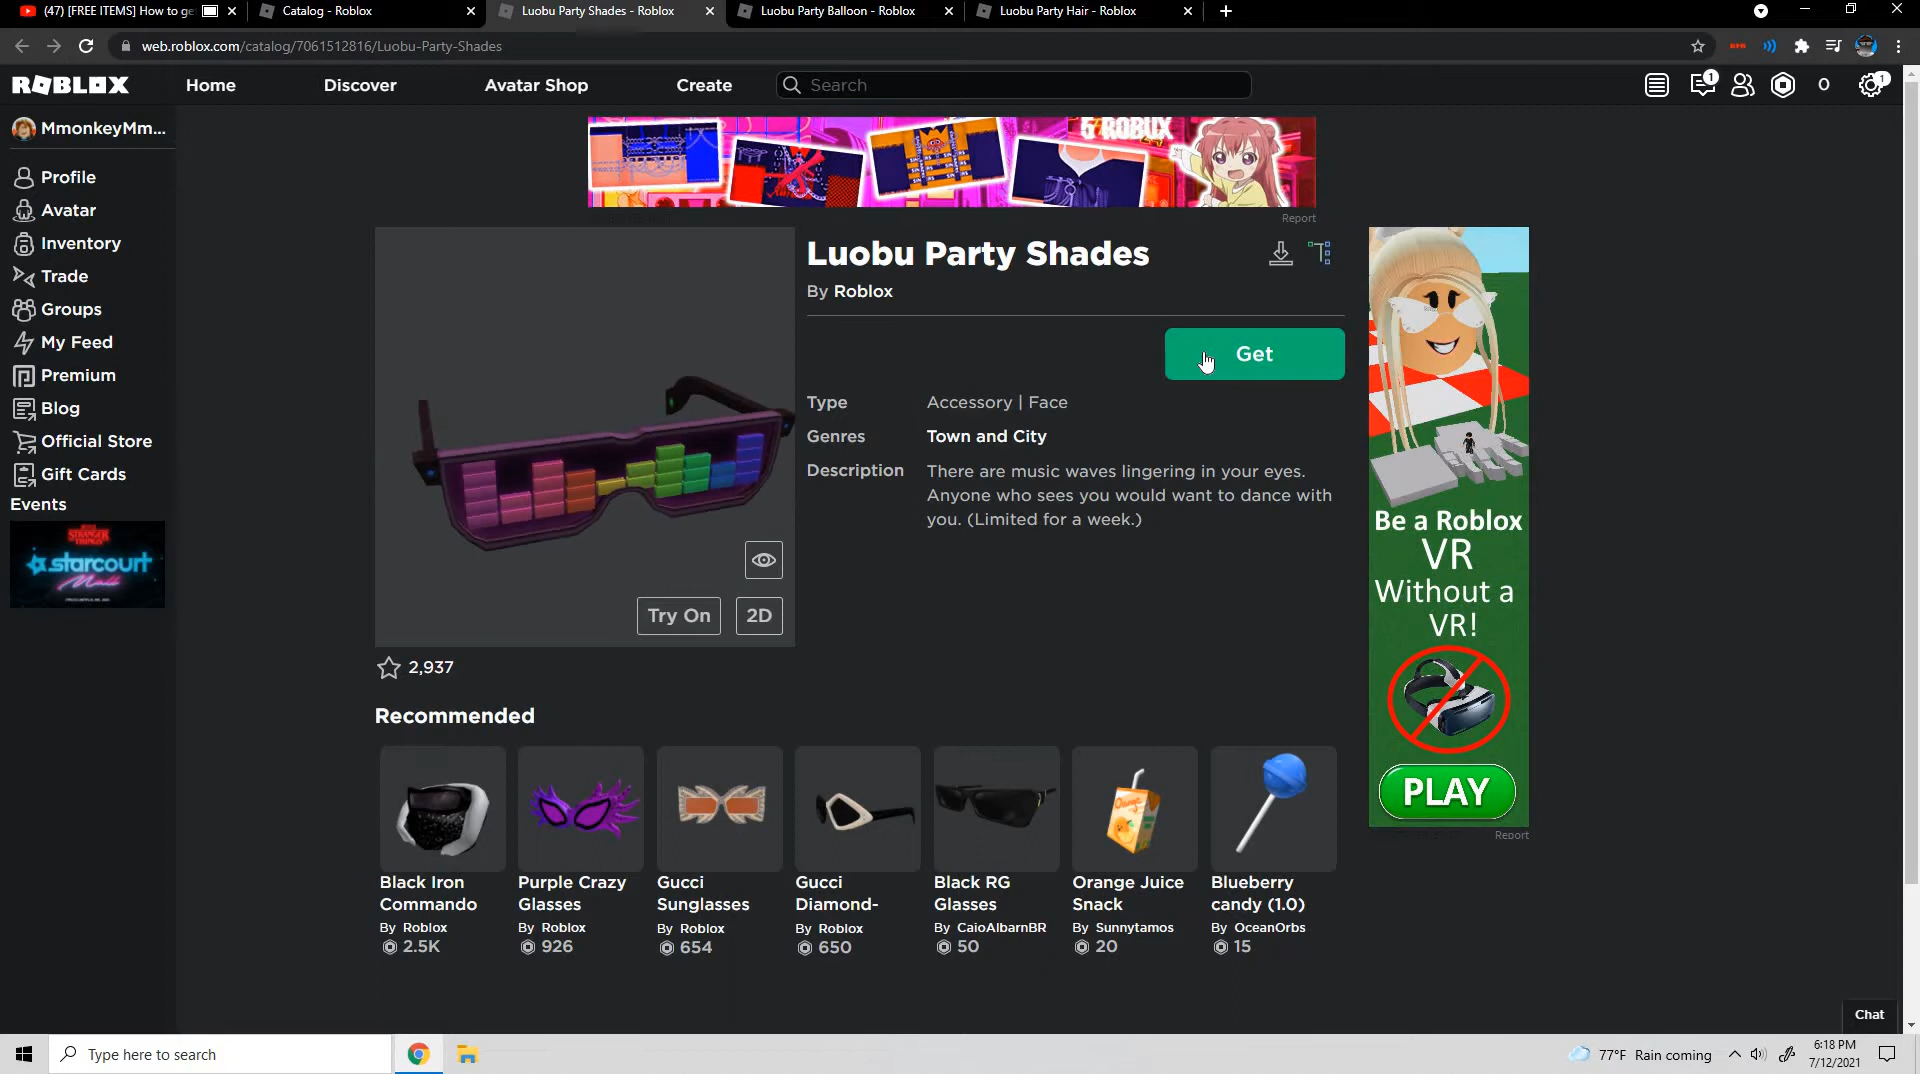 (47) [FREE ITEMS] How to ge
Catalog - Roblox
Luobu Party Shades - Roblox
Luobu Party Balloon - Roblox
Luobu Party Hair - Roblox
web.roblox.com/catalog/7061512816/Luobu-Party-Shades
ROBLOX
Home
Discover
Avatar Shop
Create
Search
1
0
1
MmonkeyMm...
Profile
Avatar
Inventory
Trade
Groups
My Feed
Premium
Blog
Official Store
Gift Cards
Events
STRANGER THINGS
starcourt
Mall
5 ROBUX
Report
Luobu Party Shades
By Roblox
Get
Type
Accessory | Face
Genres
Town and City
Description
There are music waves lingering in your eyes.
Anyone who sees you would want to dance with
you. (Limited for a week.)
Try On
2D
2,937
Be a Roblox
VR
Without a
VR!
PLAY
Report
Recommended
Black Iron
Commando
By Roblox
2.5K
Purple Crazy
Glasses
By Roblox
926
Gucci
Sunglasses
By Roblox
654
Gucci
Diamond-
By Roblox
650
Black RG
Glasses
By CaioAlbarnBR
50
Orange Juice
Snack
By Sunnytamos
20
Blueberry
candy (1.0)
By OceanOrbs
15
Chat
Type here to search
77°F Rain coming
6:18 PM
7/12/2021